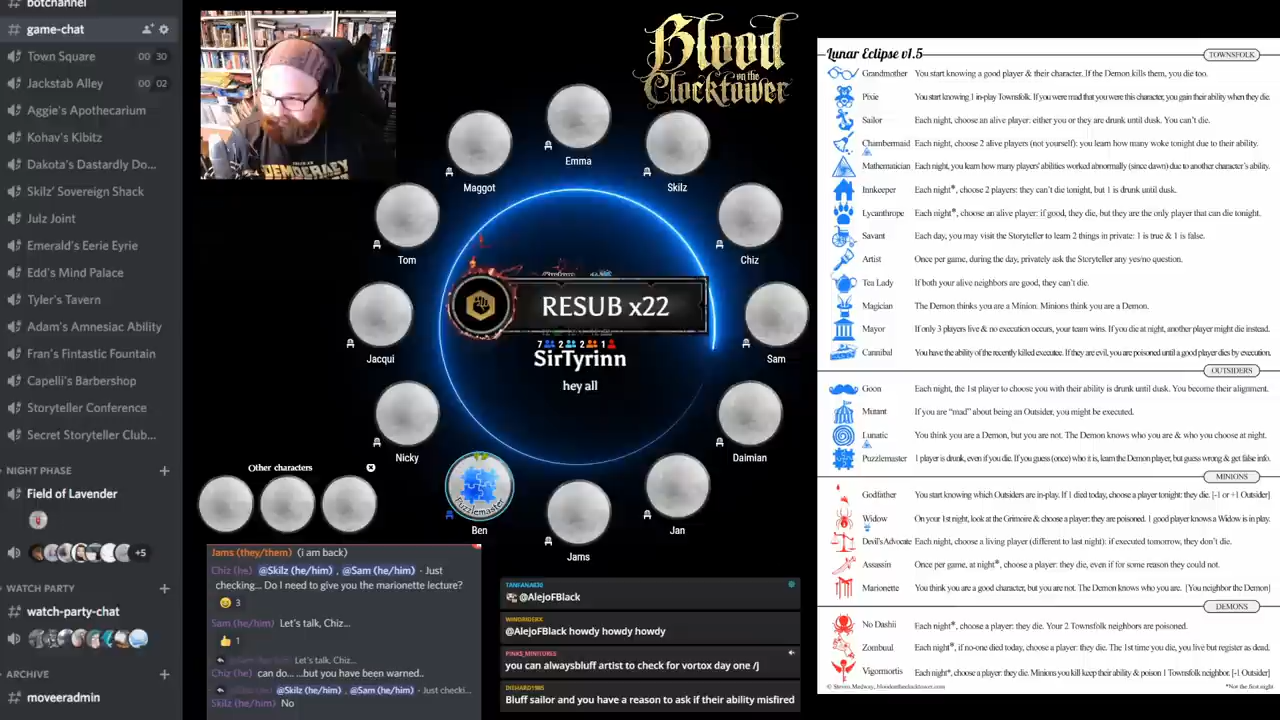 botchannel
game-chat
Town Square
00 30
Potion Alley
02
Apothecarium
Kohav's Kibitz
Dakota's Dastardly Do...
Skilz' Sovereign Shack
Julz Joint
Emerald's Eerie Eyrie
Edd's Mind Palace
Tyler's Tavern
Adam's Amnesiac Ability
Fran's Fintastic Fountain
Capelli's Barbershop
Storyteller Conference
Secret Storyteller Club...
NIGHT PHASE
Field of Lavender
+5
WATCH PARTY
watch-party-chat
ARCHIVE
moveradmin
DEMOCRACY
Blood
on the
Clocktower
Emma
Maggot
Skilz
Tom
Chiz
Jacqui
Sam
Nicky
Daimian
Puzzlemaster
Ben
Jan
Jams
RESUB x22
7 2 2 1
SirTyrinn
hey all
Other characters
Jams (they/them) (i am back)
Chiz (he) @Skilz (he/him) , @Sam (he/him) - Just
checking... Do I need to give you the marionette lecture?
3
Sam (he/him) Let's talk, Chiz...
1
Let's talk, Chiz...
Chiz (he) can do... ...but you have been warned..
@Skilz (he/him) , @Sam (he/him) - Just checki...
Skilz (he/him) No
@AlejoFBlack
@AlejoFBlack howdy howdy howdy
you can alwaysbluff artist to check for vortox day one /j
DIEHARD1985
Bluff sailor and you have a reason to ask if their ability misfired
Lunar Eclipse v1.5
TOWNSFOLK
Grandmother You start knowing a good player & their character. If the Demon kills them, you die too.
Pixie You start knowing 1 in-play Townsfolk. If you were mad that you were this character, you gain their ability when they die.
Sailor Each night, choose an alive player: either you or they are drunk until dusk. You can't die.
Chambermaid Each night, choose 2 alive players (not yourself): you learn how many woke tonight due to their ability.
Mathematician Each night, you learn how many players' abilities worked abnormally (since dawn) due to another character's ability.
Innkeeper Each night*, choose 2 players: they can't die tonight, but 1 is drunk until dusk.
Lycanthrope Each night*, choose an alive player: if good, they die, but they are the only player that can die tonight.
Savant Each day, you may visit the Storyteller to learn 2 things in private: 1 is true & 1 is false.
Artist Once per game, during the day, privately ask the Storyteller any yes/no question.
Tea Lady If both your alive neighbors are good, they can't die.
Magician The Demon thinks you are a Minion. Minions think you are a Demon.
Mayor If only 3 players live & no execution occurs, your team wins. If you die at night, another player might die instead.
Cannibal You have the ability of the recently killed executee. If they are evil, you are poisoned until a good player dies by execution.
OUTSIDERS
Goon Each night, the 1st player to choose you with their ability is drunk until dusk. You become their alignment.
Mutant If you are "mad" about being an Outsider, you might be executed.
Lunatic You think you are a Demon, but you are not. The Demon knows who you are & who you choose at night.
Puzzlemaster 1 player is drunk, even if you die. If you guess (once) who it is, learn the Demon player, but guess wrong & get false info.
MINIONS
Godfather You start knowing which Outsiders are in-play. If 1 died today, choose a player tonight: they die. [-1 or +1 Outsider]
Widow On your 1st night, look at the Grimoire & choose a player: they are poisoned. 1 good player knows a Widow is in play.
Devil's Advocate Each night, choose a living player (different to last night): if executed tomorrow, they don't die.
Assassin Once per game, at night*, choose a player: they die, even if for some reason they could not.
Marionette You think you are a good character, but you are not. The Demon knows who you are. [You neighbor the Demon]
DEMONS
No Dashii Each night*, choose a player: they die. Your 2 Townsfolk neighbors are poisoned.
Zombuul Each night*, if no-one died today, choose a player: they die. The 1st time you die, you live but register as dead.
Vigormortis Each night*, choose a player: they die. Minions you kill keep their ability & poison 1 Townsfolk neighbor. [-1 Outsider]
© Steven Medway, bloodontheclocktower.com
*Not the first night